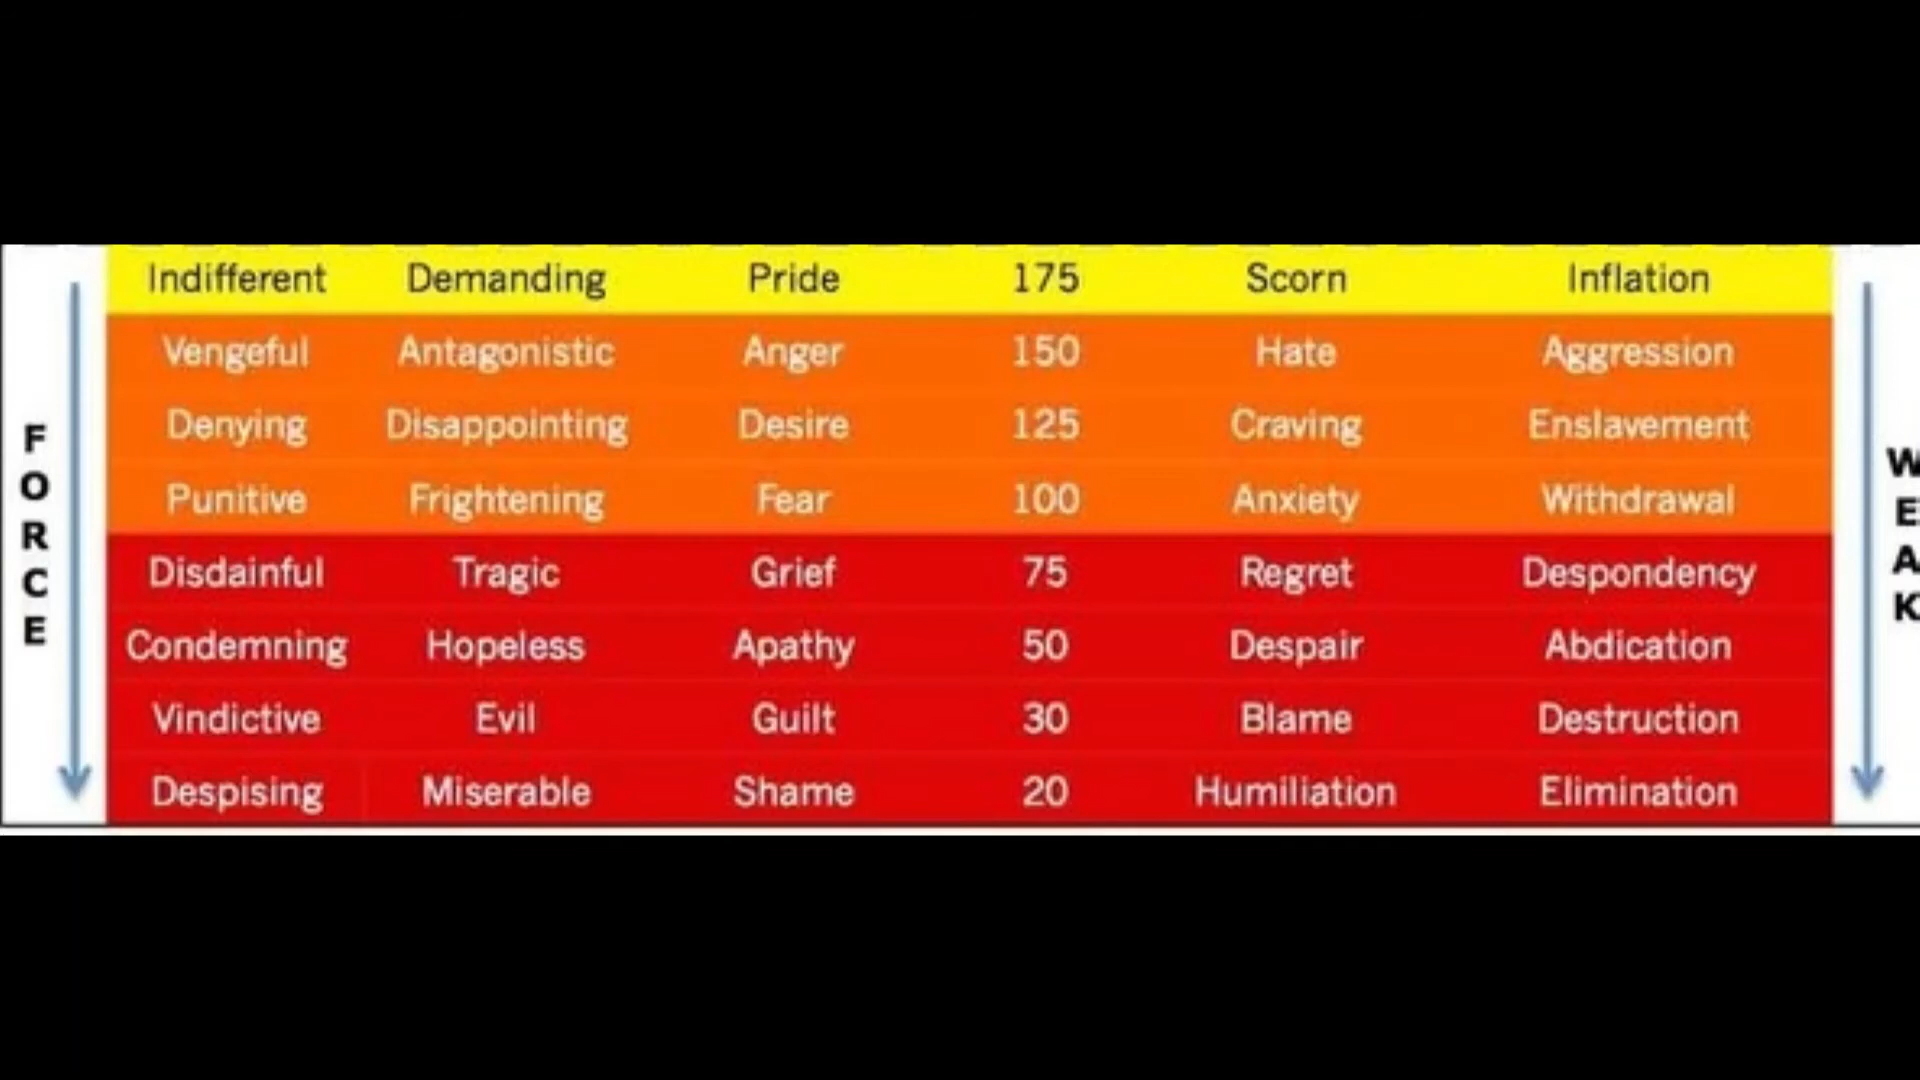 Indifferent Demanding Pride 175 Scorn Inflation
Vengeful Antagonistic Anger 150 Hate Aggression
Denying Disappointing Desire 125 Craving Enslavement
Punitive Frightening Fear 100 Anxiety Withdrawal
Disdainful Tragic Grief 75 Regret Despondency
Condemning Hopeless Apathy 50 Despair Abdication
Vindictive Evil Guilt 30 Blame Destruction
Despising Miserable Shame 20 Humiliation Elimination
FORCE
WEAK